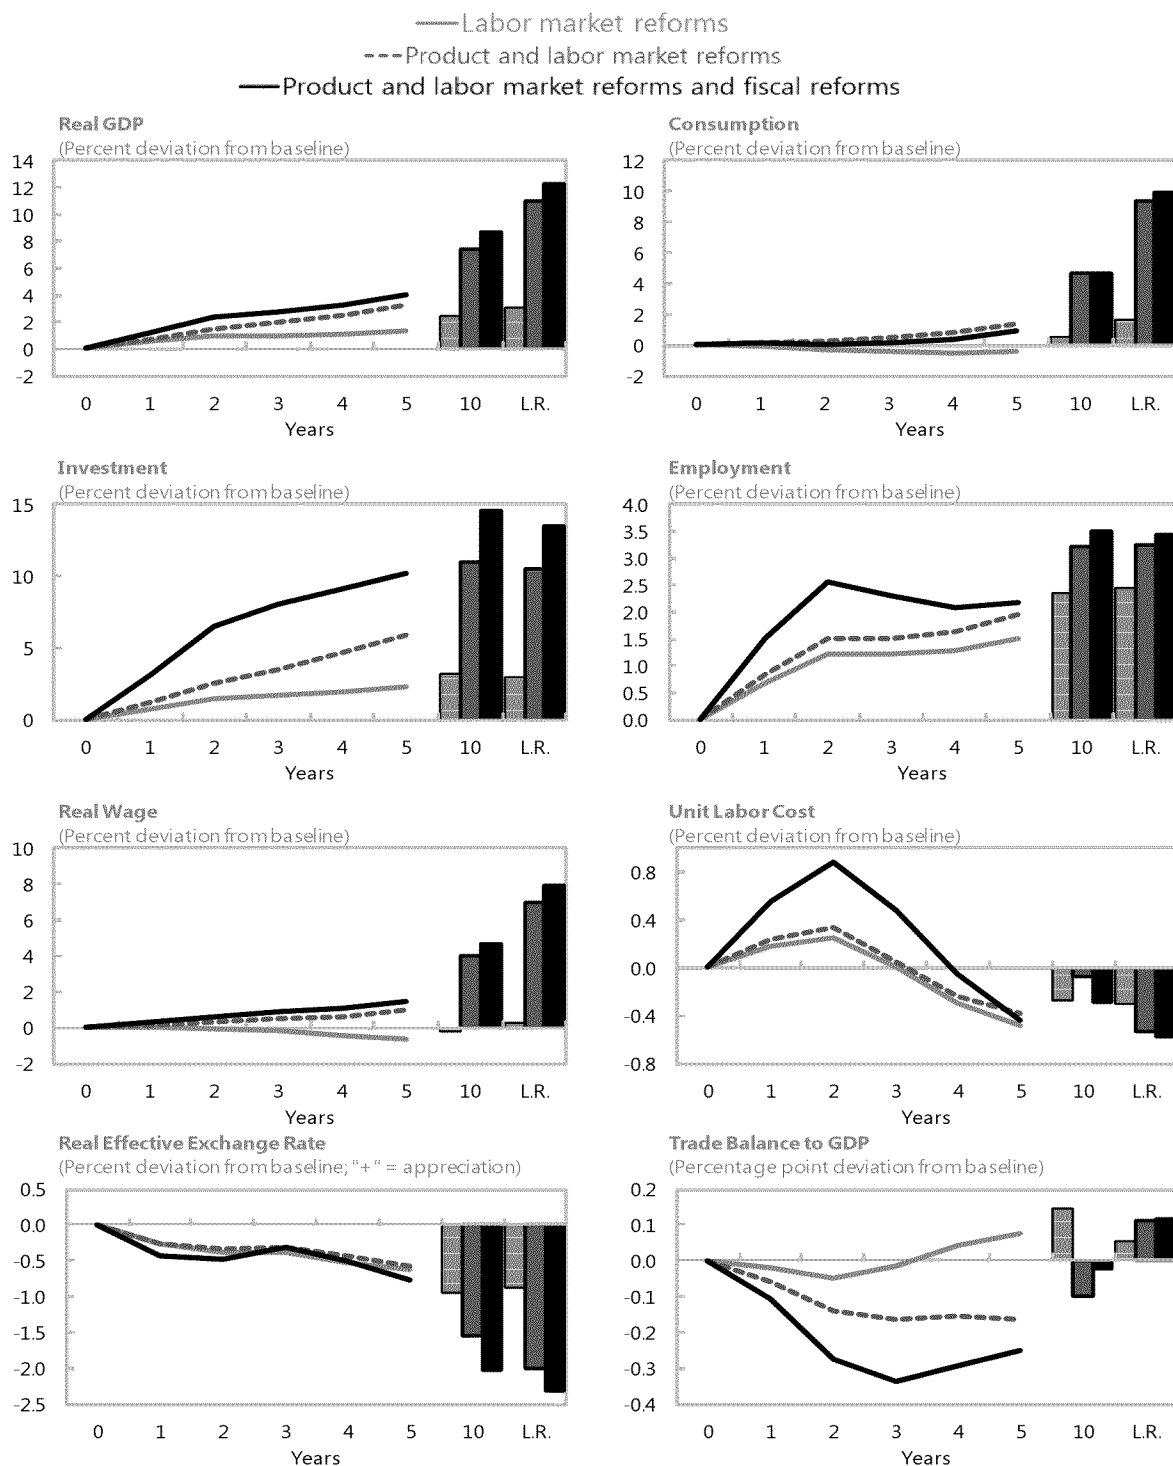 Labor market reforms
Product and labor market reforms
Product and labor market reforms and fiscal reforms
Real GDP
(Percent deviation from baseline)
14
12
10
8
6
4
2
0
-2
0 1 2 3 4 5 10 L.R.
Years
Consumption
(Percent deviation from baseline)
12
10
8
6
4
2
0
-2
0 1 2 3 4 5 10 L.R.
Years
Investment
(Percent deviation from baseline)
15
10
5
0
0 1 2 3 4 5 10 L.R.
Years
Employment
(Percent deviation from baseline)
4.0
3.5
3.0
2.5
2.0
1.5
1.0
0.5
0.0
0 1 2 3 4 5 10 L.R.
Years
Real Wage
(Percent deviation from baseline)
10
8
6
4
2
0
-2
0 1 2 3 4 5 10 L.R.
Years
Unit Labor Cost
(Percent deviation from baseline)
0.8
0.4
0.0
-0.4
-0.8
0 1 2 3 4 5 10 L.R.
Years
Real Effective Exchange Rate
(Percent deviation from baseline; "+" = appreciation)
0.5
0.0
-0.5
-1.0
-1.5
-2.0
-2.5
0 1 2 3 4 5 10 L.R.
Years
Trade Balance to GDP
(Percentage point deviation from baseline)
0.2
0.1
0.0
-0.1
-0.2
-0.3
-0.4
0 1 2 3 4 5 10 L.R.
Years